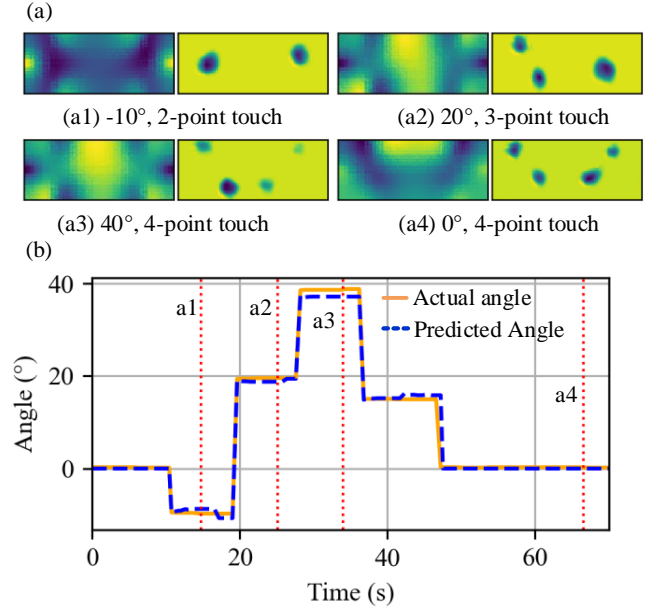 (a)
(a1) -10°, 2-point touch
(a2) 20°, 3-point touch
(a3) 40°, 4-point touch
(a4) 0°, 4-point touch
(b)
40
20
0
Angle (°)
a1
a2
a3
a4
Actual angle
Predicted Angle
0
20
40
60
Time (s)